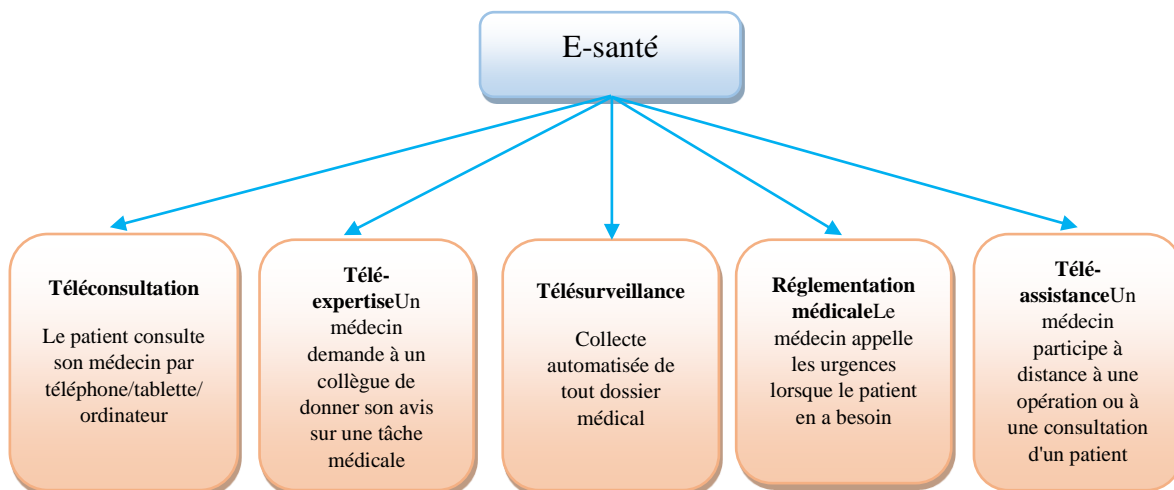 E-santé
Téléconsultation
Le patient consulte
son médecin par
téléphone/tablette/
ordinateur
Télé-
expertiseUn
médecin
demande à un
collègue de
donner son avis
sur une tâche
médicale
Télésurveillance
Collecte
automatisée de
tout dossier
médical
Réglementation
médicaleLe
médecin appelle
les urgences
lorsque le patient
en a besoin
Télé-
assistanceUn
médecin
participe à
distance à une
opération ou à
une consultation
d'un patient